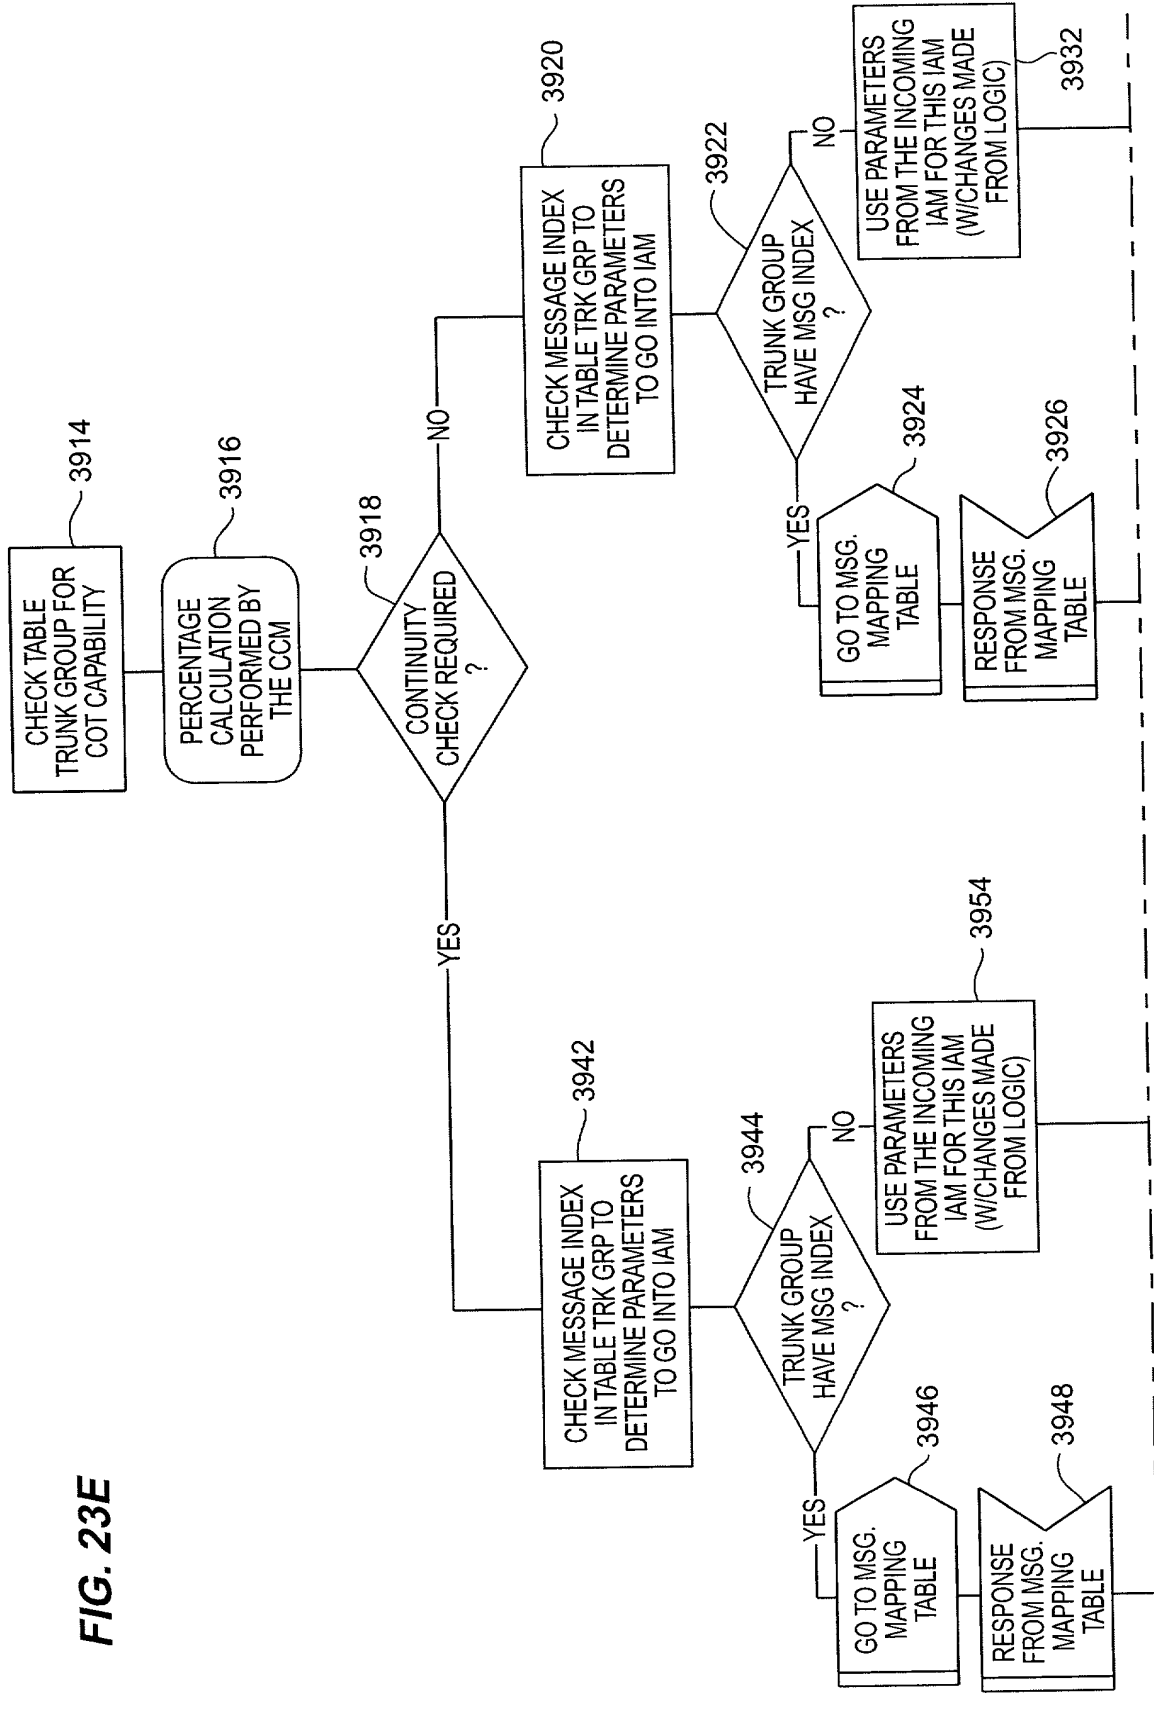 FIG. 23E
CHECK TABLE
TRUNK GROUP FOR
COT CAPABILITY
3914
PERCENTAGE
CALCULATION
PERFORMED BY
THE CCM
3916
CONTINUITY
CHECK REQUIRED
?
3918
YES
NO
CHECK MESSAGE INDEX
IN TABLE TRK GRP TO
DETERMINE PARAMETERS
TO GO INTO IAM
3942
TRUNK GROUP
HAVE MSG INDEX
?
3944
YES
NO
GO TO MSG.
MAPPING
TABLE
3946
RESPONSE
FROM MSG.
MAPPING
TABLE
3948
USE PARAMETERS
FROM THE INCOMING
IAM FOR THIS IAM
(W/CHANGES MADE
FROM LOGIC)
3954
CHECK MESSAGE INDEX
IN TABLE TRK GRP TO
DETERMINE PARAMETERS
TO GO INTO IAM
3920
TRUNK GROUP
HAVE MSG INDEX
?
3922
YES
NO
GO TO MSG.
MAPPING
TABLE
3924
RESPONSE
FROM MSG.
MAPPING
TABLE
3926
USE PARAMETERS
FROM THE INCOMING
IAM FOR THIS IAM
(W/CHANGES MADE
FROM LOGIC)
3932